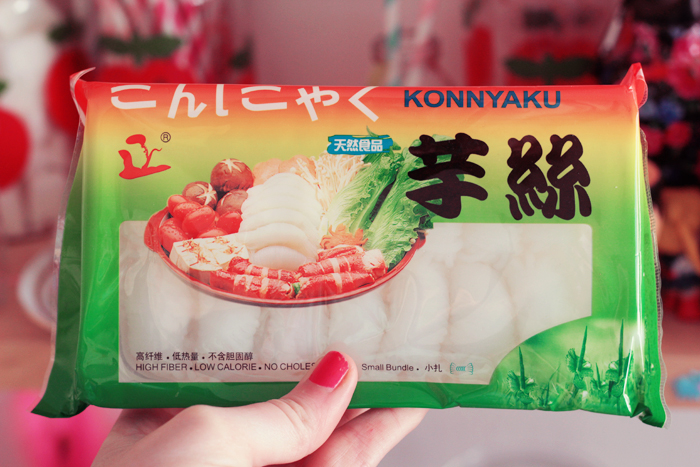 こんにゃく KONNYAKU
®
天然食品
芋絲
高纤维 • 低热量 • 不含胆固醇
HIGH FIBER • LOW CALORIE • NO CHOLES Small Bundle • 小扎